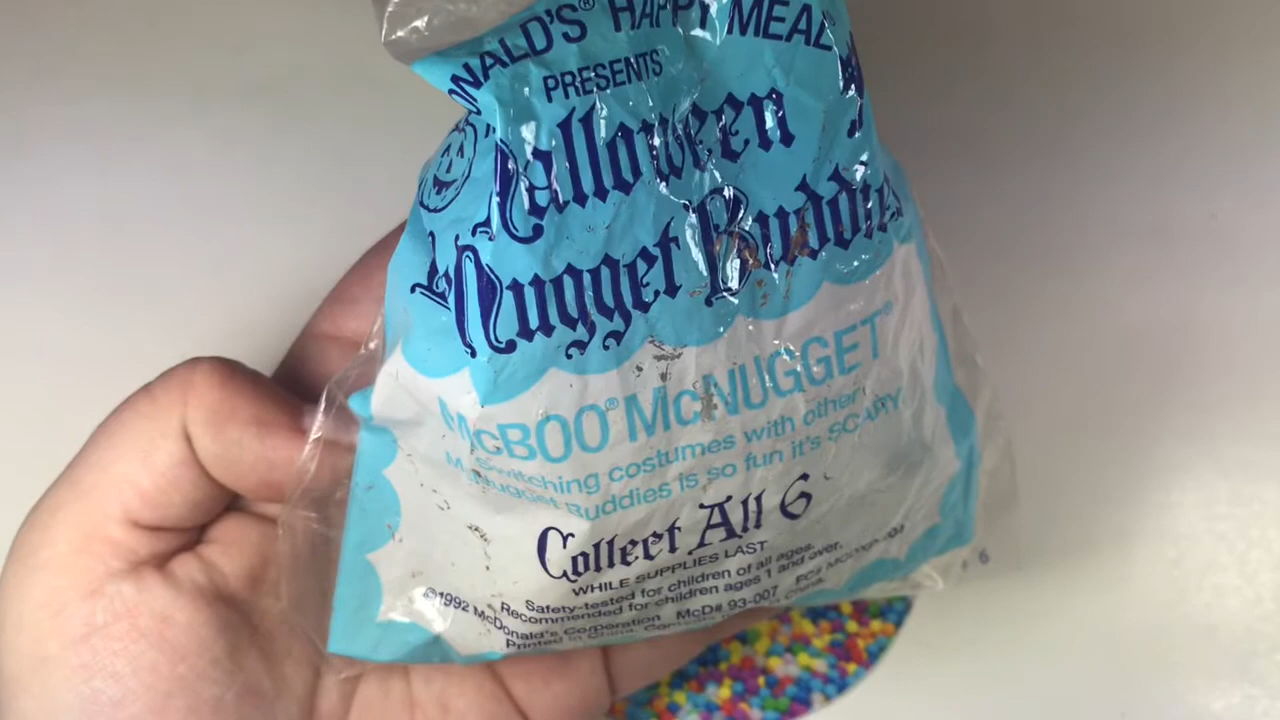 NALD'S® HAPPY MEAL
PRESENTS
Halloween
McNugget Buddies
McBOO® McNUGGET®
Switching costumes with other
McNugget Buddies is so fun it's SCARY
Collect All 6
WHILE SUPPLIES LAST
Safety-tested for children of all ages.
Recommended for children ages 1 and over.
©1992 McDonald's Corporation McD# 93-007
Printed in China. China.
6